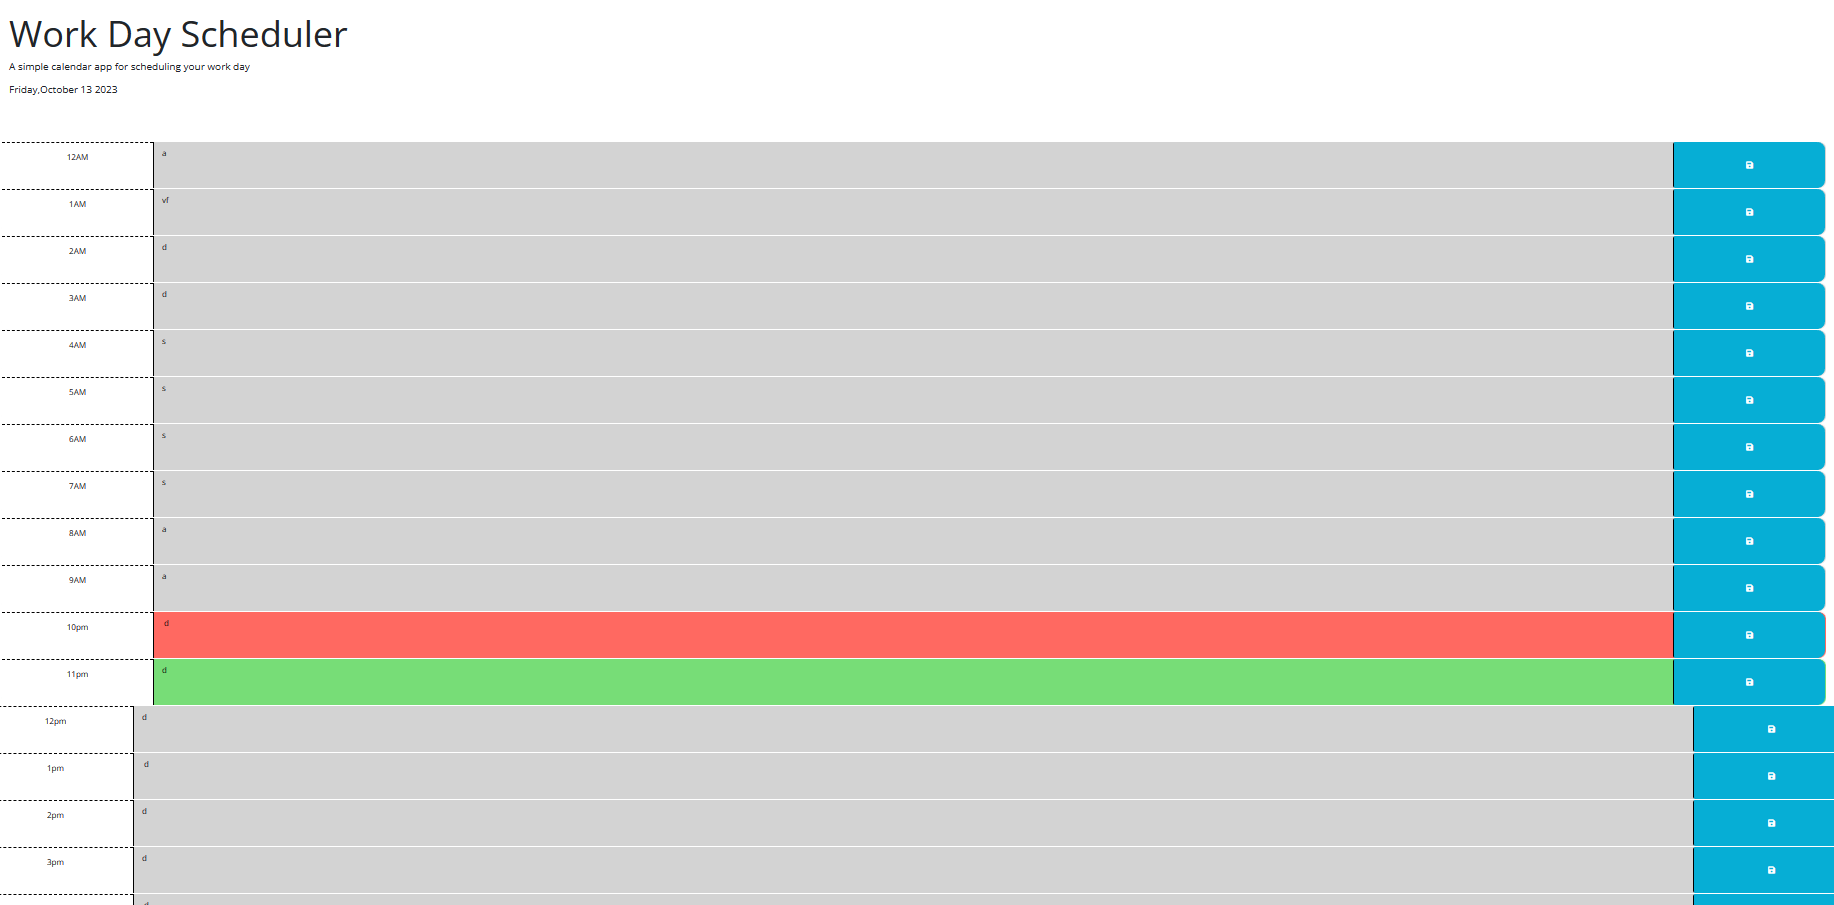 Work Day Scheduler
A simple calendar app for scheduling your work day
Friday,October 13 2023
12AM a
1AM vf
2AM d
3AM d
4AM s
5AM s
6AM s
7AM s
8AM a
9AM a
10pm d
11pm d
12pm d
1pm d
2pm d
3pm d